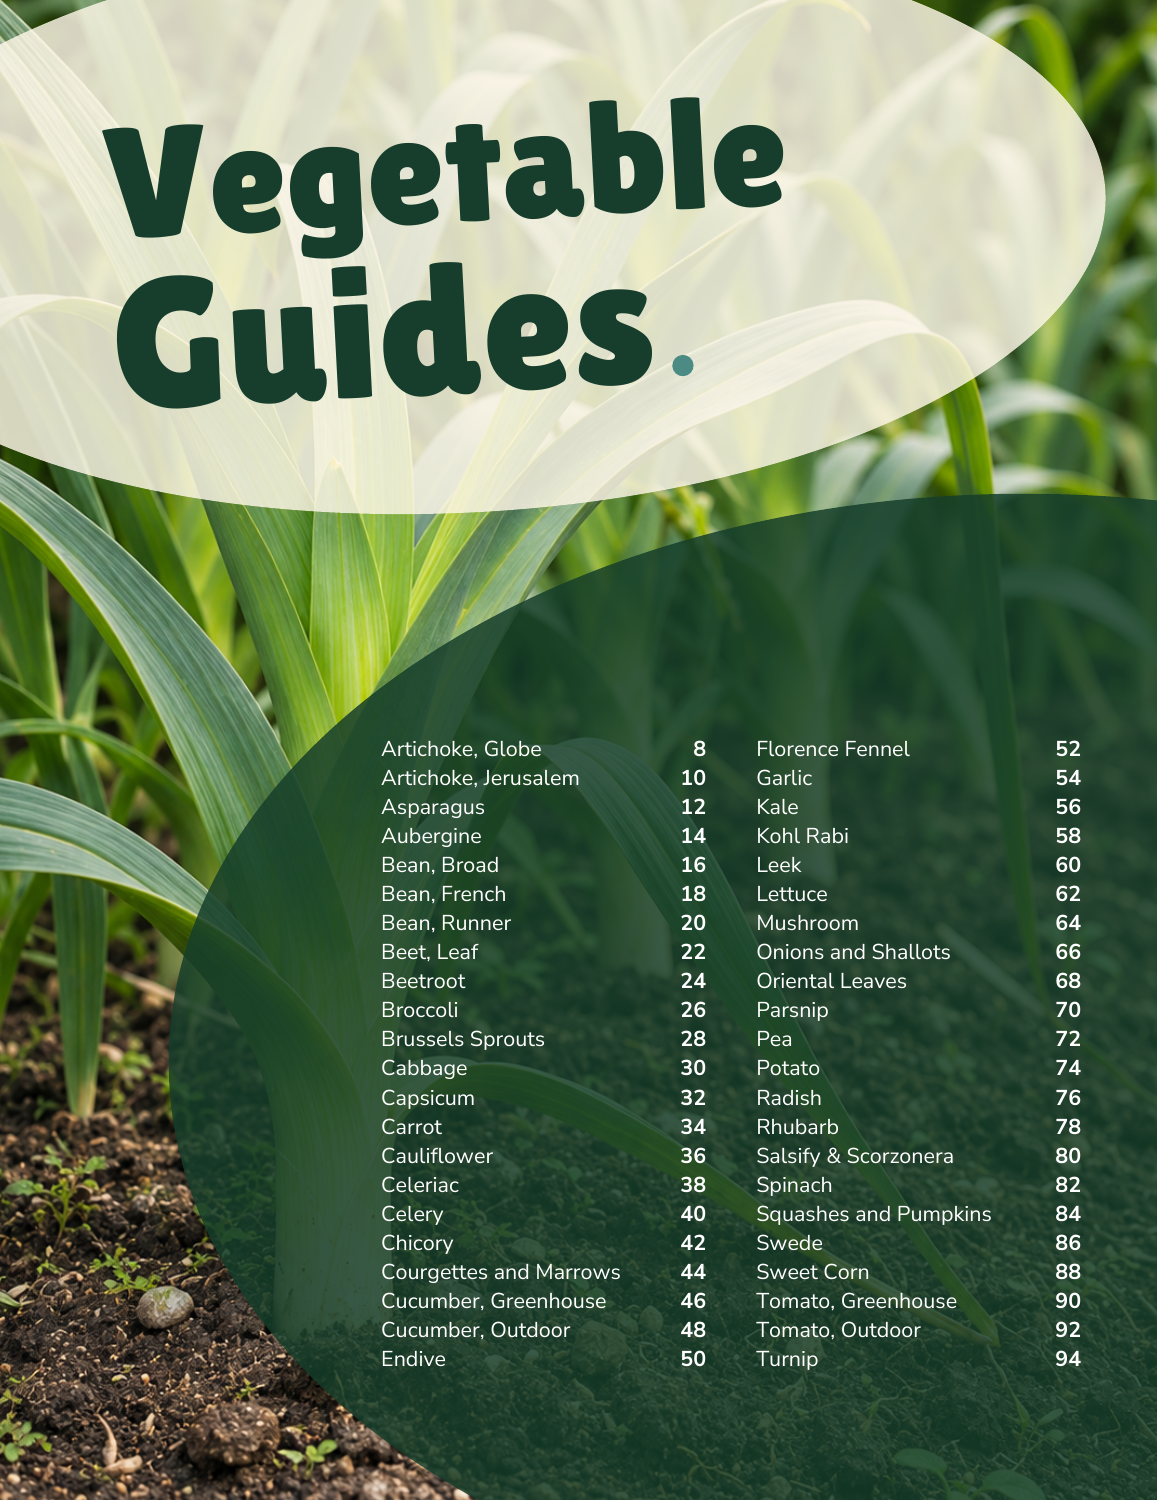 Vegetable
Guides.
Artichoke, Globe 8
Artichoke, Jerusalem 10
Asparagus 12
Aubergine 14
Bean, Broad 16
Bean, French 18
Bean, Runner 20
Beet, Leaf 22
Beetroot 24
Broccoli 26
Brussels Sprouts 28
Cabbage 30
Capsicum 32
Carrot 34
Cauliflower 36
Celeriac 38
Celery 40
Chicory 42
Courgettes and Marrows 44
Cucumber, Greenhouse 46
Cucumber, Outdoor 48
Endive 50
Florence Fennel 52
Garlic 54
Kale 56
Kohl Rabi 58
Leek 60
Lettuce 62
Mushroom 64
Onions and Shallots 66
Oriental Leaves 68
Parsnip 70
Pea 72
Potato 74
Radish 76
Rhubarb 78
Salsify & Scorzonera 80
Spinach 82
Squashes and Pumpkins 84
Swede 86
Sweet Corn 88
Tomato, Greenhouse 90
Tomato, Outdoor 92
Turnip 94